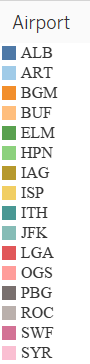 Airport
ALB
ART
BGM
BUF
ELM
HPN
IAG
ISP
ITH
JFK
LGA
OGS
PBG
ROC
SWF
SYR